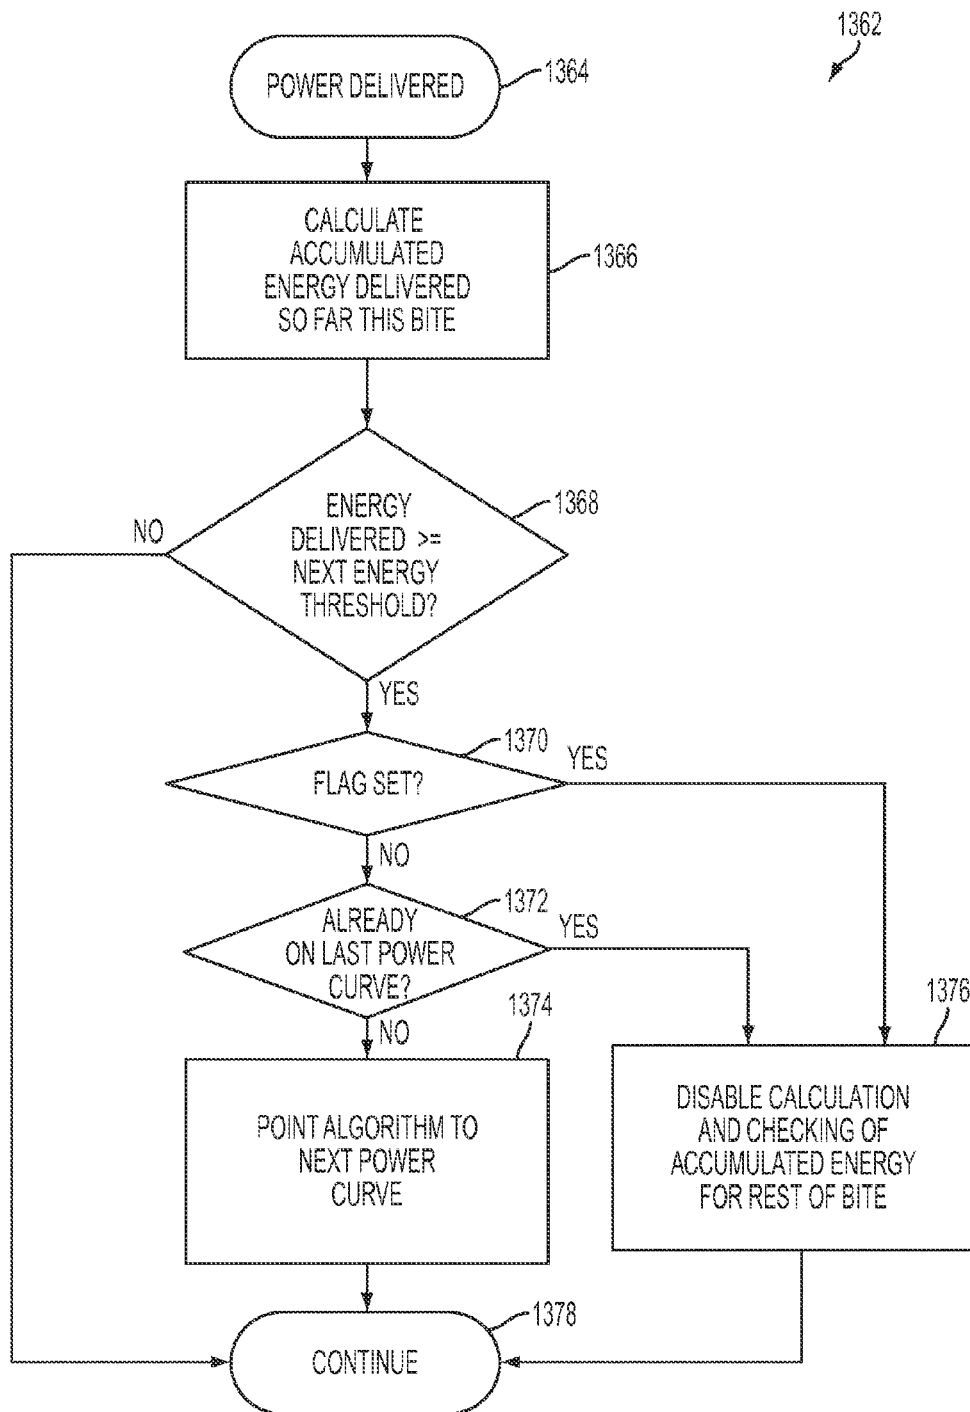 1362
POWER DELIVERED
1364
CALCULATE
ACCUMULATED
ENERGY DELIVERED
SO FAR THIS BITE
1366
ENERGY
DELIVERED >=
NEXT ENERGY
THRESHOLD?
1368
NO
YES
FLAG SET?
1370
YES
NO
ALREADY
ON LAST POWER
CURVE?
1372
YES
NO
1374
POINT ALGORITHM TO
NEXT POWER
CURVE
1376
DISABLE CALCULATION
AND CHECKING OF
ACCUMULATED ENERGY
FOR REST OF BITE
CONTINUE
1378